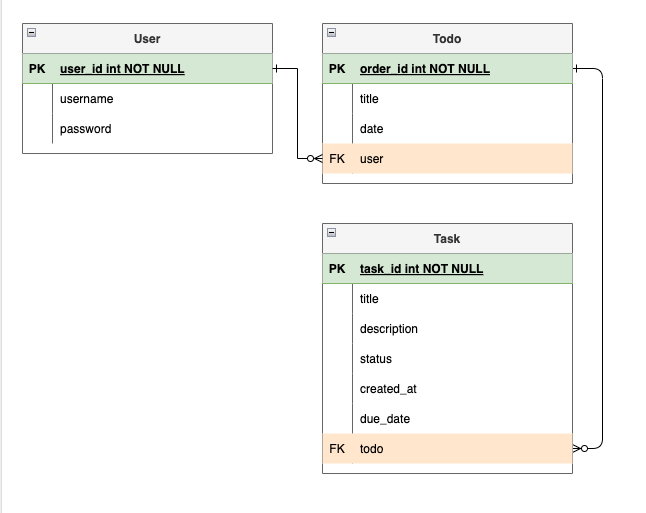 User
PK user_id int NOT NULL
username
password
Todo
PK order_id int NOT NULL
title
date
FK user
Task
PK task_id int NOT NULL
title
description
status
created_at
due_date
FK todo